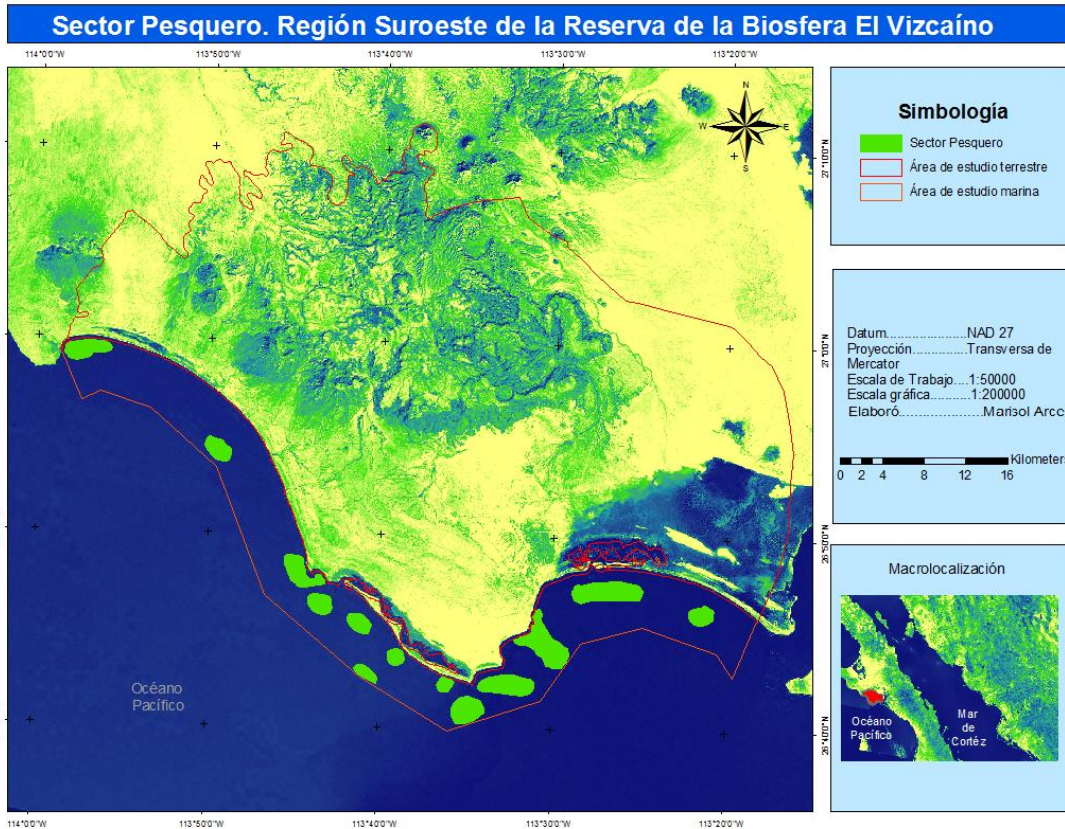 Sector Pesquero. Región Suroeste de la Reserva de la Biosfera El Vizcaíno
114°0'0"W 113°50'0"W 113°40'0"W 113°30'0"W 113°20'0"W
N
W E
S
27°10'0"N
27°0'0"N
26°50'0"N
26°40'0"N
Océano
Pacífico
114°0'0"W 113°50'0"W 113°40'0"W 113°30'0"W 113°20'0"W
Simbología
Sector Pesquero
Área de estudio terrestre
Área de estudio marina
Datum......................NAD 27
Proyección...............Transversa de
Mercator
Escala de Trabajo....1:50000
Escala gráfica...........1:200000
Elaboró......................Marisol Arce
Kilometers
0 2 4 8 12 16
Macrolocalización
Océano
Pacífico
Mar
de
Cortéz